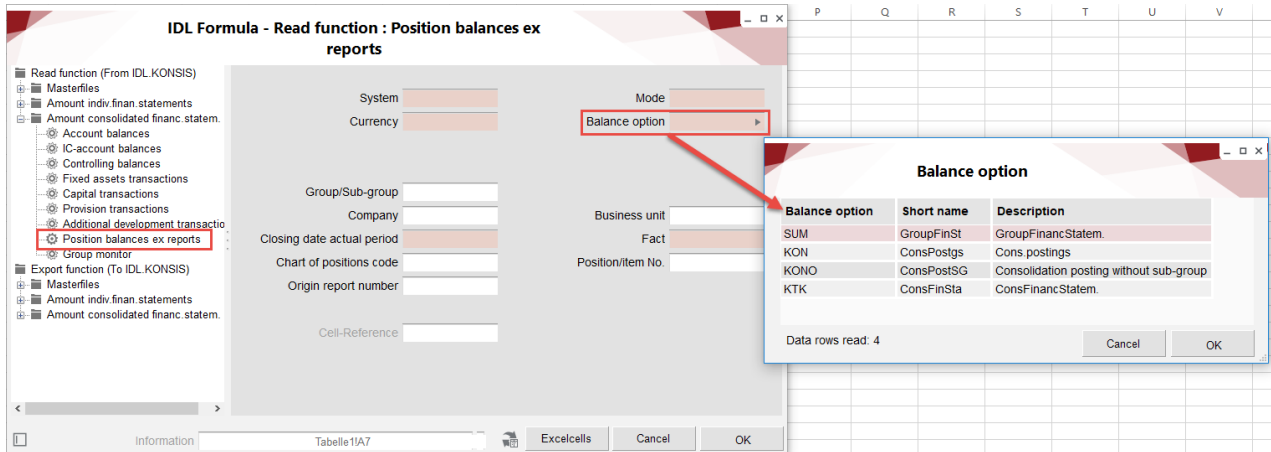 IDL Formula - Read function : Position balances ex
reports
P Q R S T U V
Read function (From IDL.KONSIS)
Masterfiles
Amount indiv.finan.statements
Amount consolidated financ.statem.
Account balances
IC-account balances
Controlling balances
Fixed assets transactions
Capital transactions
Provision transactions
Additional development transactio
Position balances ex reports
Group monitor
Export function (To IDL.KONSIS)
Masterfiles
Amount indiv.finan.statements
Amount consolidated financ.statem.
System Mode
Currency Balance option
Group/Sub-group
Company Business unit
Closing date actual period Fact
Chart of positions code Position/item No.
Origin report number
Cell-Reference
Information Tabelle1!A7 Excelcells Cancel OK
Balance option
Balance option Short name Description
SUM GroupFinSt GroupFinancStatem.
KON ConsPostgs Cons.postings
KONO ConsPostSG Consolidation posting without sub-group
KTK ConsFinSta ConsFinancStatem.
Data rows read: 4 Cancel OK